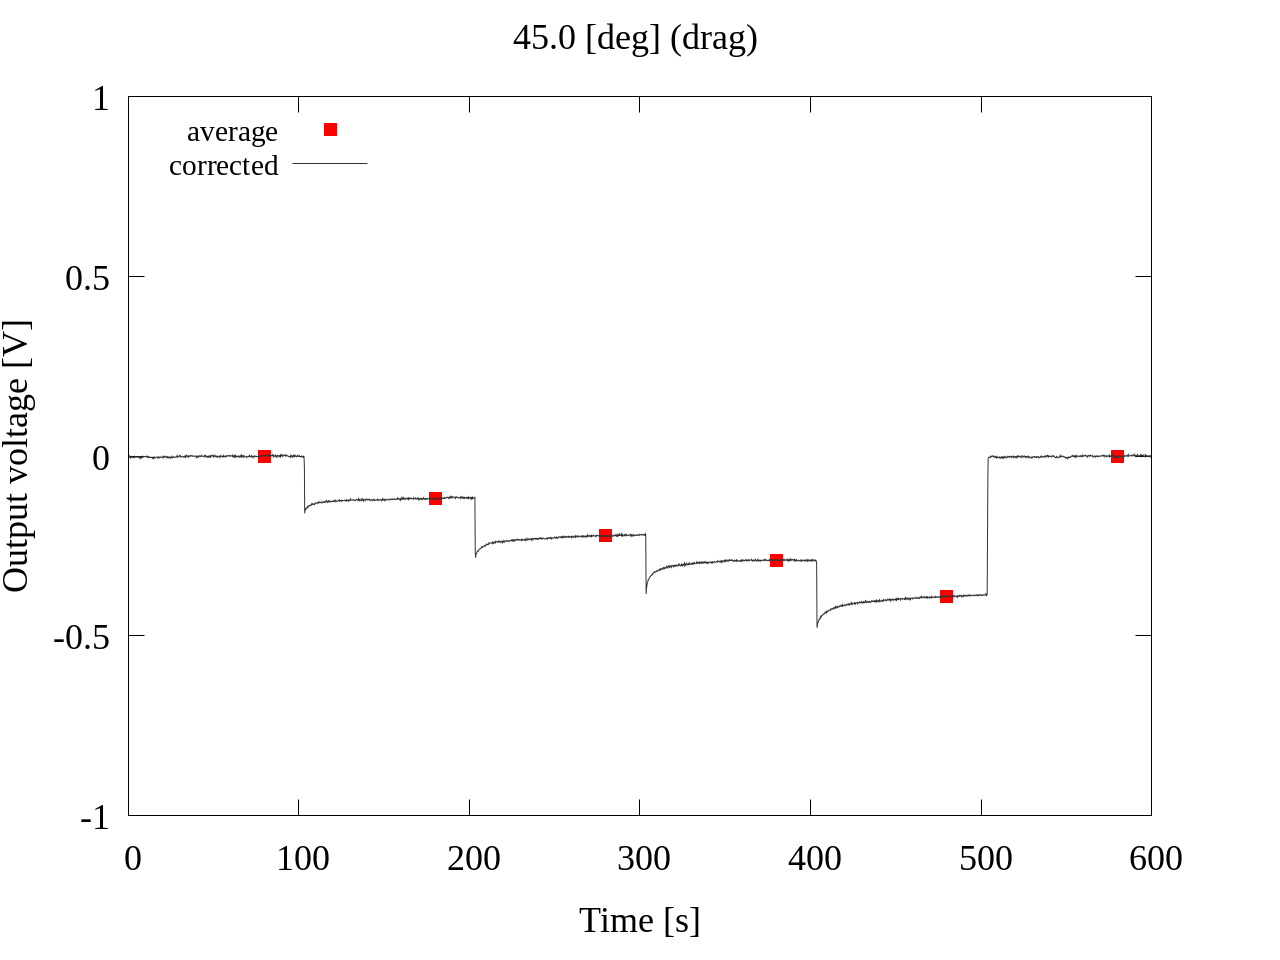 45.0 [deg] (drag)
average
corrected
1
0.5
0
-0.5
-1
Output voltage [V]
0 100 200 300 400 500 600
Time [s]